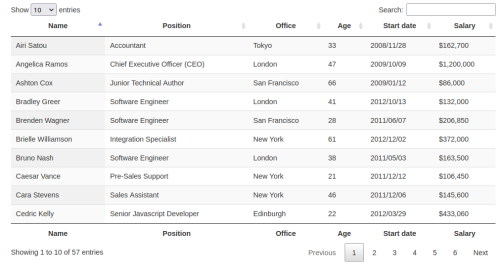 Show 10 entries Search:
Name Position Office Age Start date Salary
Airi Satou Accountant Tokyo 33 2008/11/28 $162,700
Angelica Ramos Chief Executive Officer (CEO) London 47 2009/10/09 $1,200,000
Ashton Cox Junior Technical Author San Francisco 66 2009/01/12 $86,000
Bradley Greer Software Engineer London 41 2012/10/13 $132,000
Brenden Wagner Software Engineer San Francisco 28 2011/06/07 $206,850
Brielle Williamson Integration Specialist New York 61 2012/12/02 $372,000
Bruno Nash Software Engineer London 38 2011/05/03 $163,500
Caesar Vance Pre-Sales Support New York 21 2011/12/12 $106,450
Cara Stevens Sales Assistant New York 46 2011/12/06 $145,600
Cedric Kelly Senior Javascript Developer Edinburgh 22 2012/03/29 $433,060
Name Position Office Age Start date Salary
Showing 1 to 10 of 57 entries Previous 1 2 3 4 5 6 Next